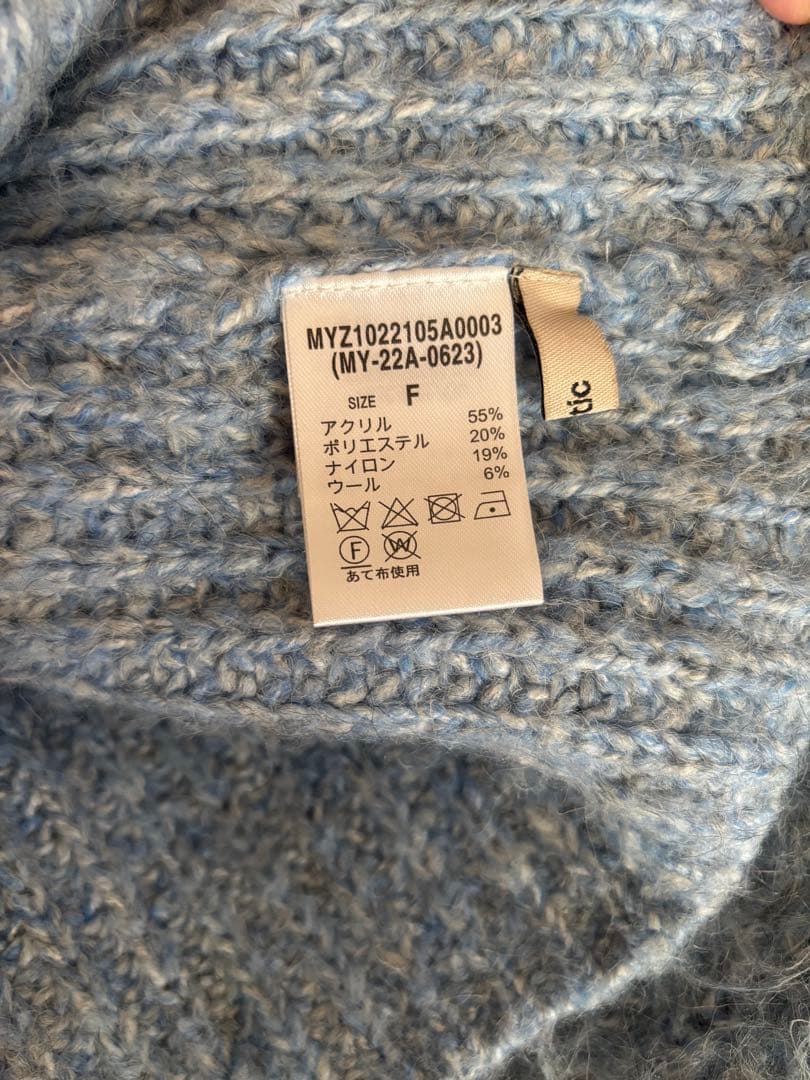 MYZ1022105A0003
(MY-22A-0623)
SIZE F
アクリル 55%
ポリエステル 20%
ナイロン 19%
ウール 6%
F W
あて布使用
tic